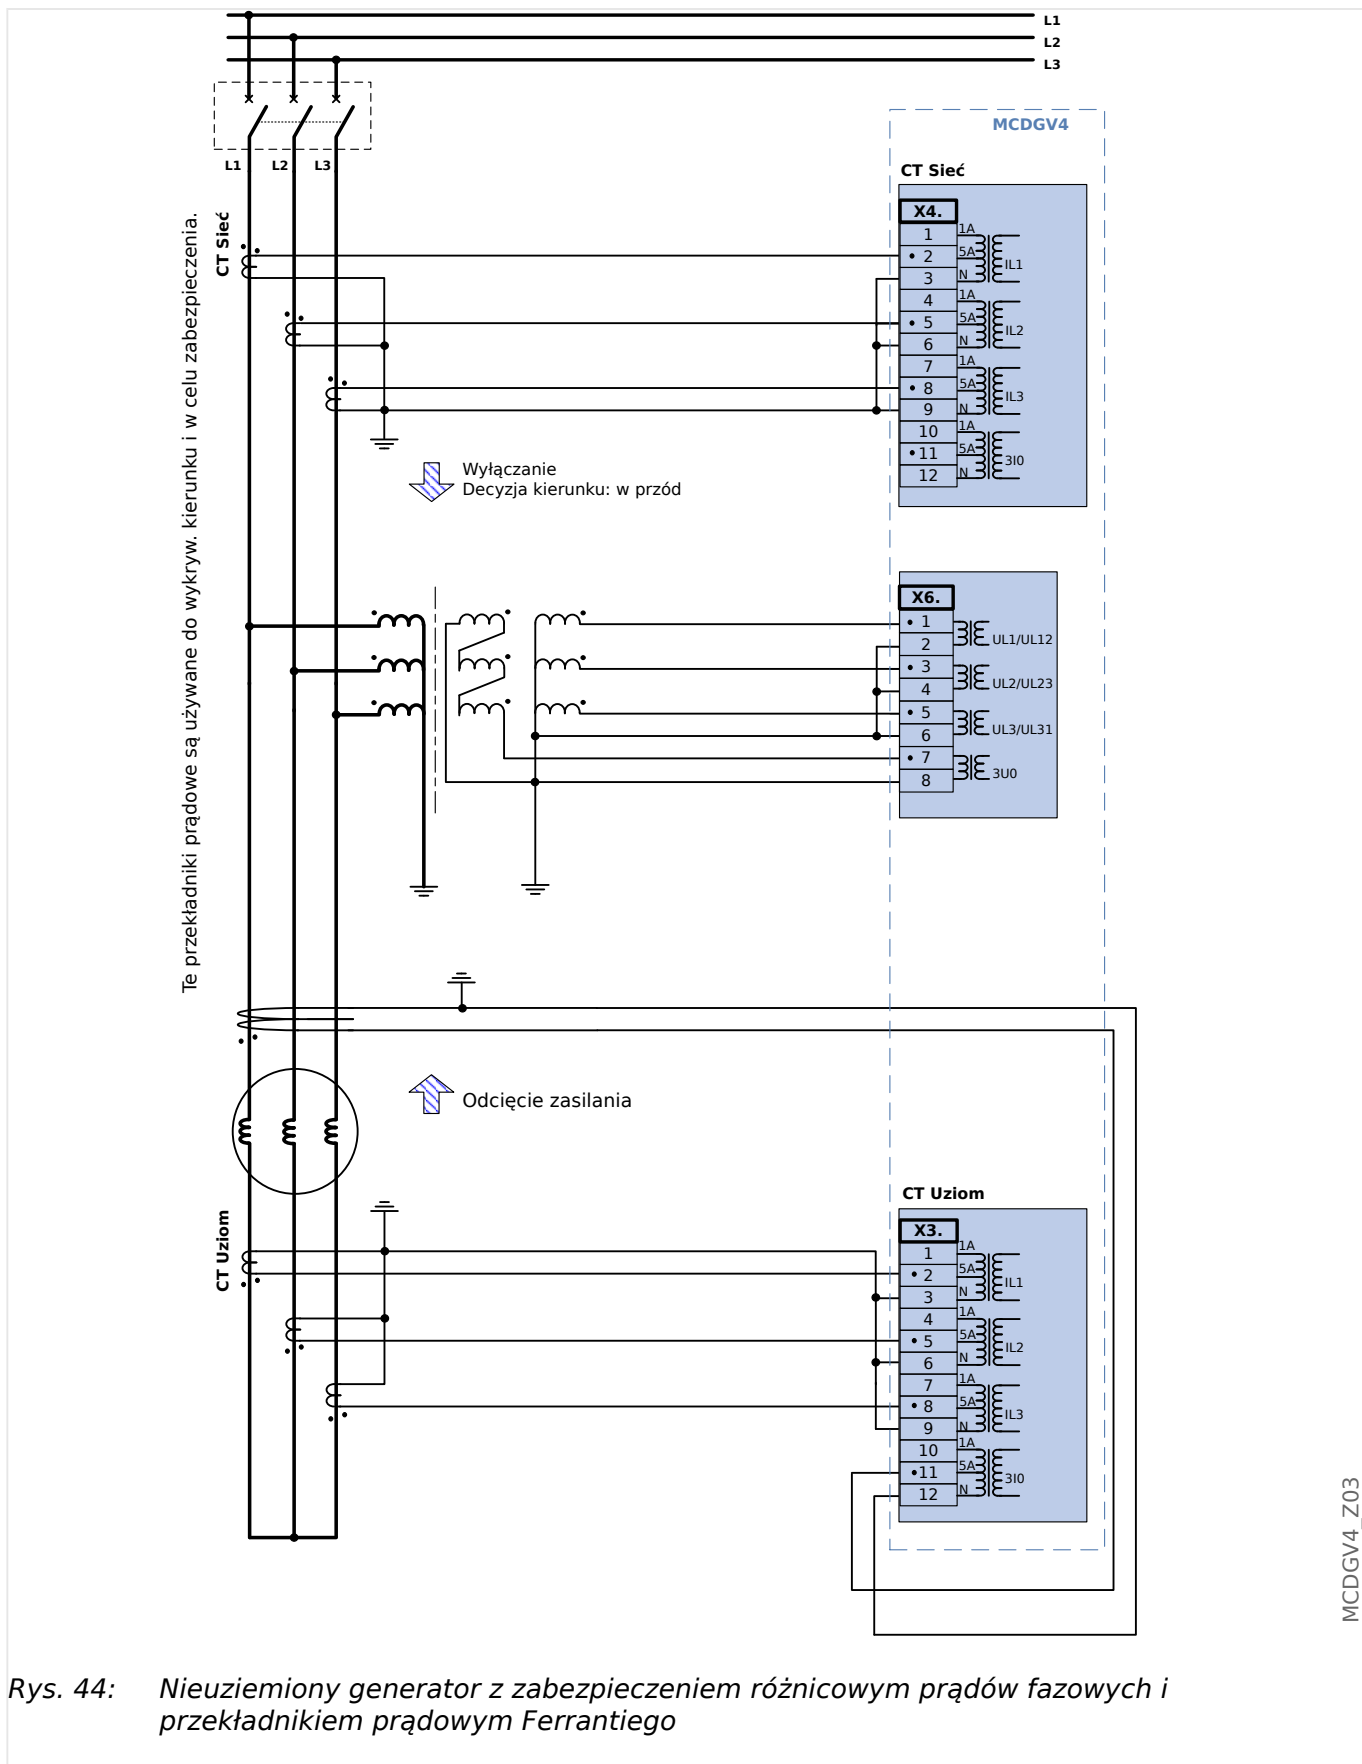 L1
L2
L3
L1 L2 L3
MCDGV4
CT Sieć
Te przekładniki prądowe są używane do wykryw. kierunku i w celu zabezpieczenia.
CT Sieć
X4.
1 1A
2 5A IL1
3 N
4 1A
5 5A IL2
6 N
7 1A
8 5A IL3
9 N
10 1A
11 5A 3I0
12 N
Wyłączanie
Decyzja kierunku: w przód
X6.
1
2 UL1/UL12
3
4 UL2/UL23
5
6 UL3/UL31
7
8 3U0
Odcięcie zasilania
CT Uziom
CT Uziom
X3.
1 1A
2 5A IL1
3 N
4 1A
5 5A IL2
6 N
7 1A
8 5A IL3
9 N
10 1A
11 5A 3I0
12 N
MCDGV4_Z03
Rys. 44: Nieuziemiony generator z zabezpieczeniem różnicowym prądów fazowych i
przekładnikiem prądowym Ferrantiego